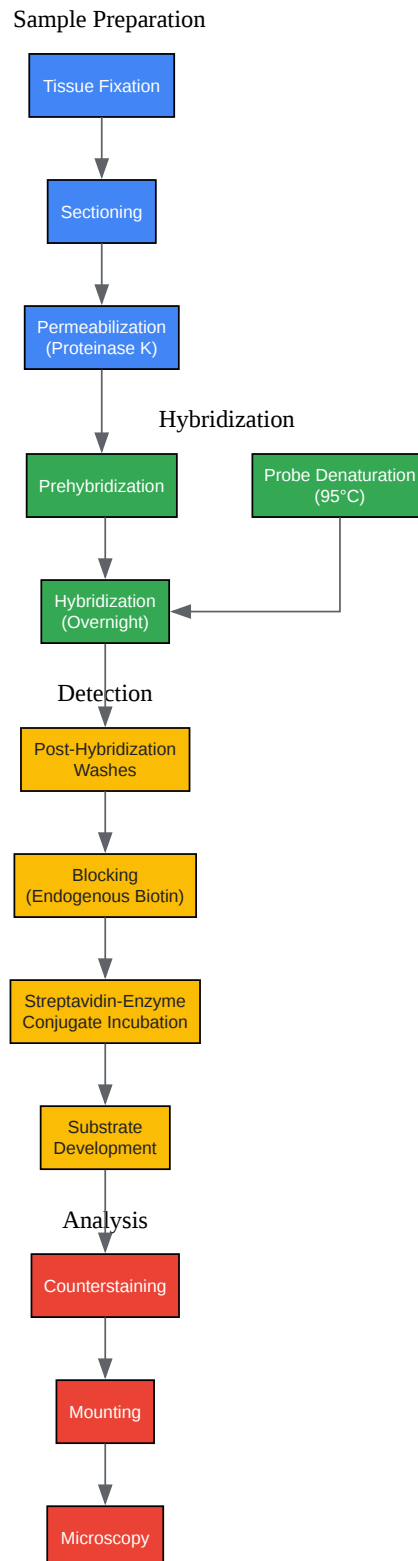 Sample Preparation
Tissue Fixation
Sectioning
Permeabilization
(Proteinase K)
Hybridization
Prehybridization
Probe Denaturation
(95°C)
Hybridization
(Overnight)
Detection
Post-Hybridization
Washes
Blocking
(Endogenous Biotin)
Streptavidin-Enzyme
Conjugate Incubation
Substrate
Development
Analysis
Counterstaining
Mounting
Microscopy